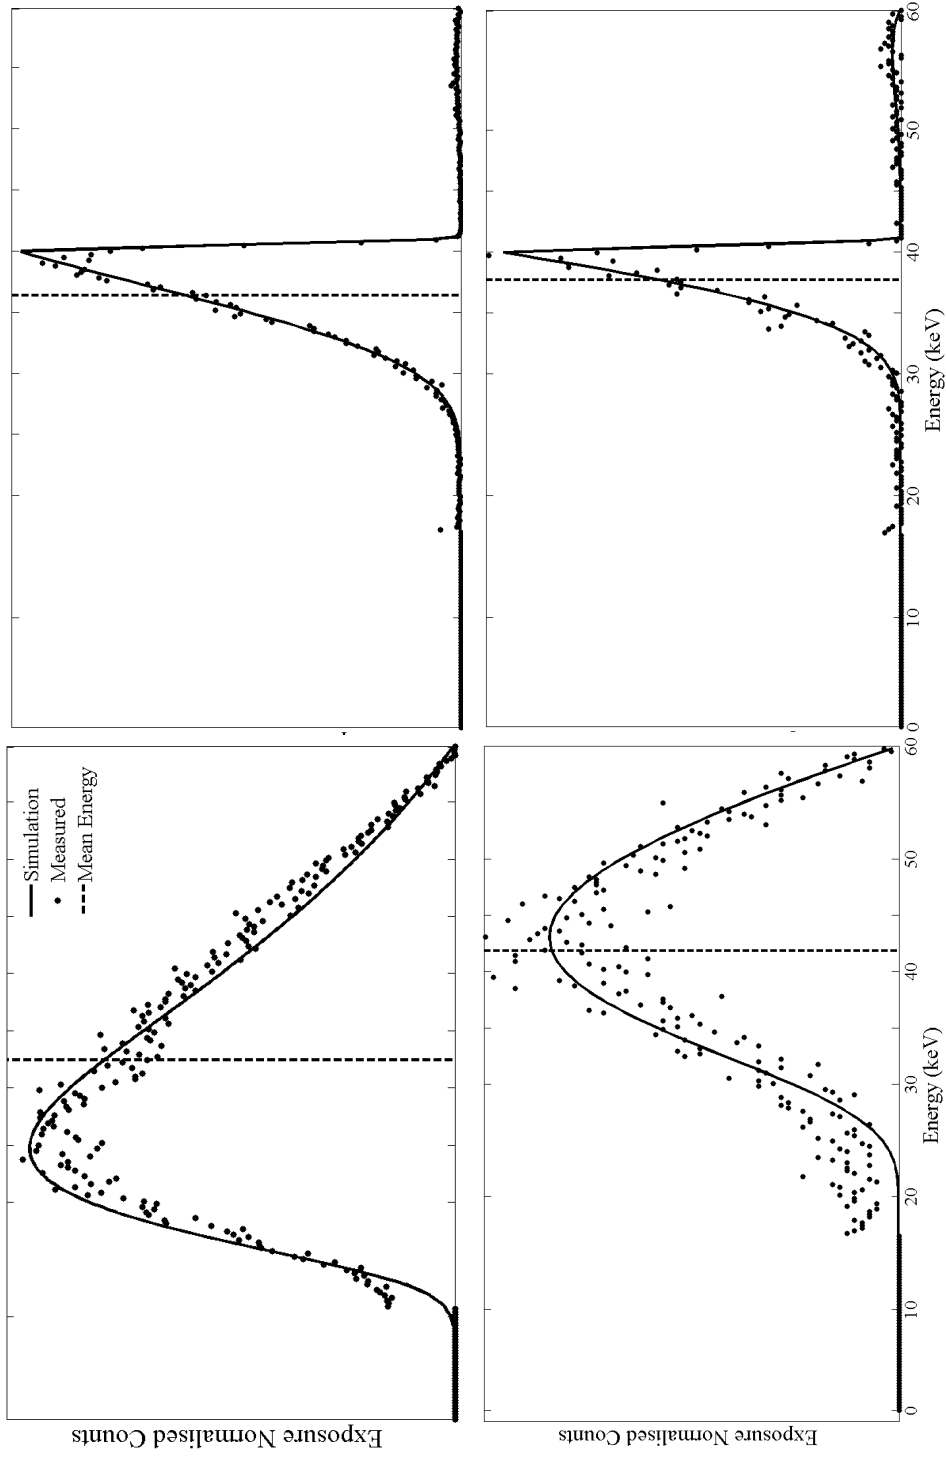 Simulation
Measured
Mean Energy
Exposure Normalised Counts
Exposure Normalised Counts
0
10
20
30
40
50
60
Energy (keV)
0
10
20
30
40
50
60
Energy (keV)